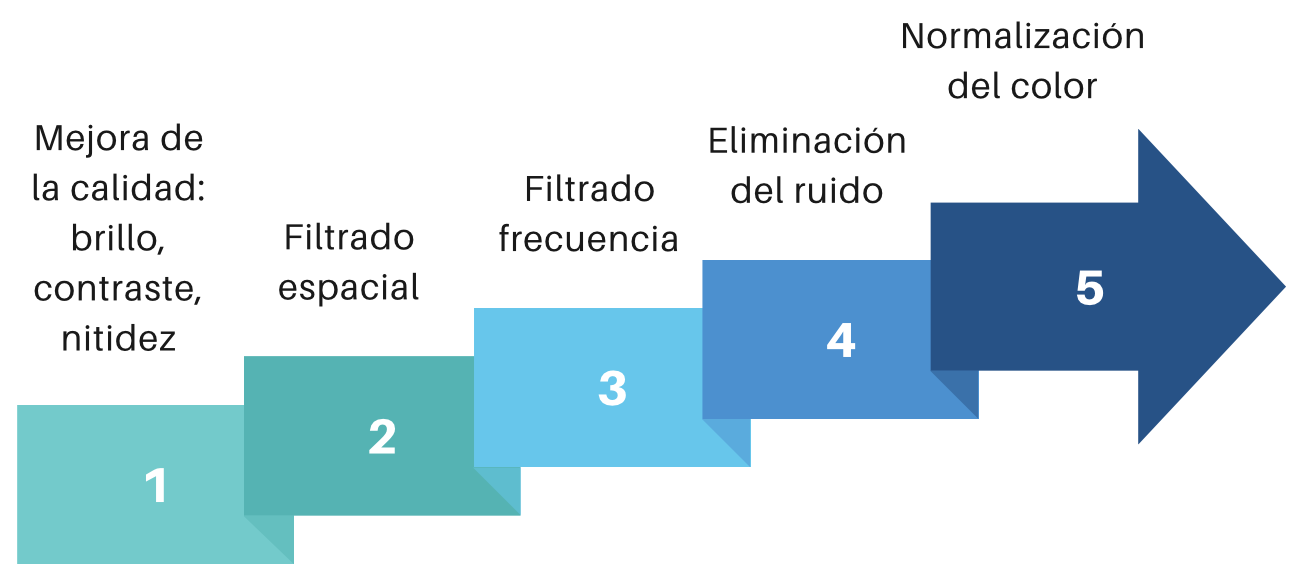 Mejora de
la calidad:
brillo,
contraste,
nitidez
1
Filtrado
espacial
2
Filtrado
frecuencia
3
Eliminación
del ruido
4
Normalización
del color
5